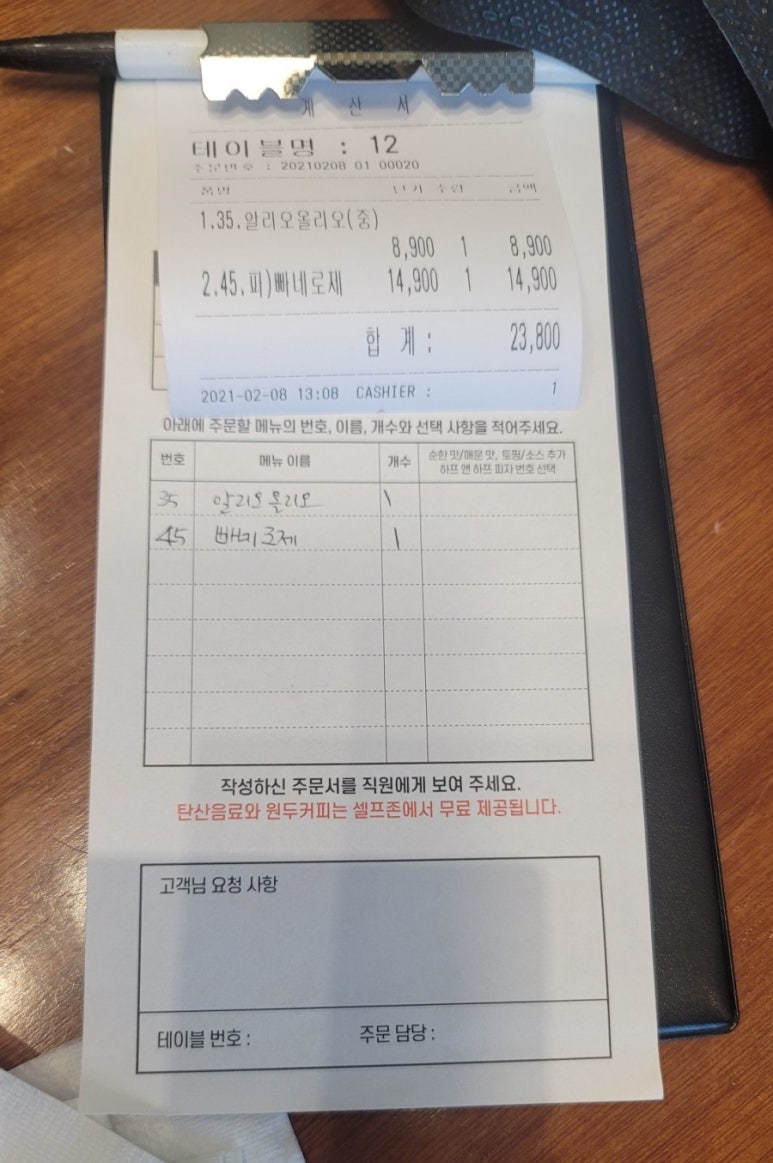 계 산 서
테이블명 : 12
주문번호 : 20210208 01 00020
품명 단가 수량 금액
1.35.알리오올리오(중)
8,900 1 8,900
2.45.파)빠네로제 14,900 1 14,900
합 계 : 23,800
2021-02-08 13:08 CASHIER : 1
아래에 주문할 메뉴의 번호, 이름, 개수와 선택 사항을 적어주세요.
번호 메뉴 이름 개수 순한 맛/매운 맛, 토핑/소스 추가
하프 앤 하프 피자 번호 선택
35 알리오올리오 1
45 빠네로제 1
작성하신 주문서를 직원에게 보여 주세요.
탄산음료와 원두커피는 셀프존에서 무료 제공됩니다.
고객님 요청 사항
테이블 번호 : 주문 담당 :